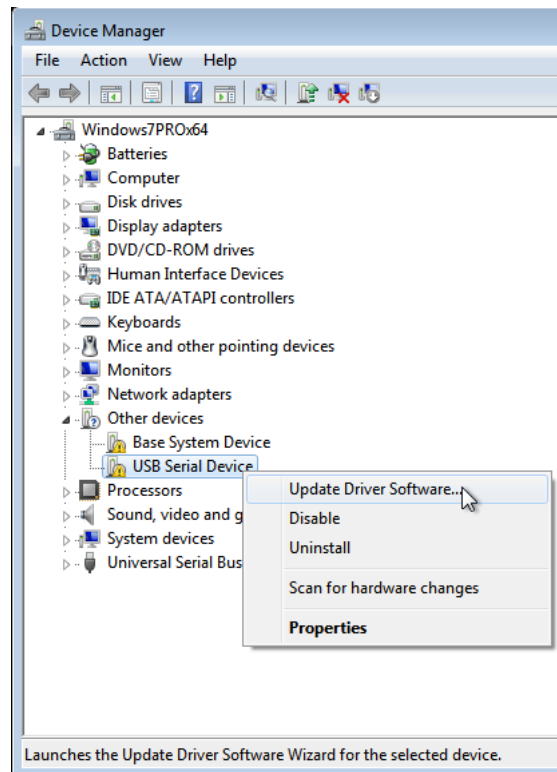 Device Manager
File Action View Help
Windows7PROx64
Batteries
Computer
Disk drives
Display adapters
DVD/CD-ROM drives
Human Interface Devices
IDE ATA/ATAPI controllers
Keyboards
Mice and other pointing devices
Monitors
Network adapters
Other devices
Base System Device
USB Serial Device
Processors
Sound, video and g
System devices
Universal Serial Bus
Update Driver Software...
Disable
Uninstall
Scan for hardware changes
Properties
Launches the Update Driver Software Wizard for the selected device.